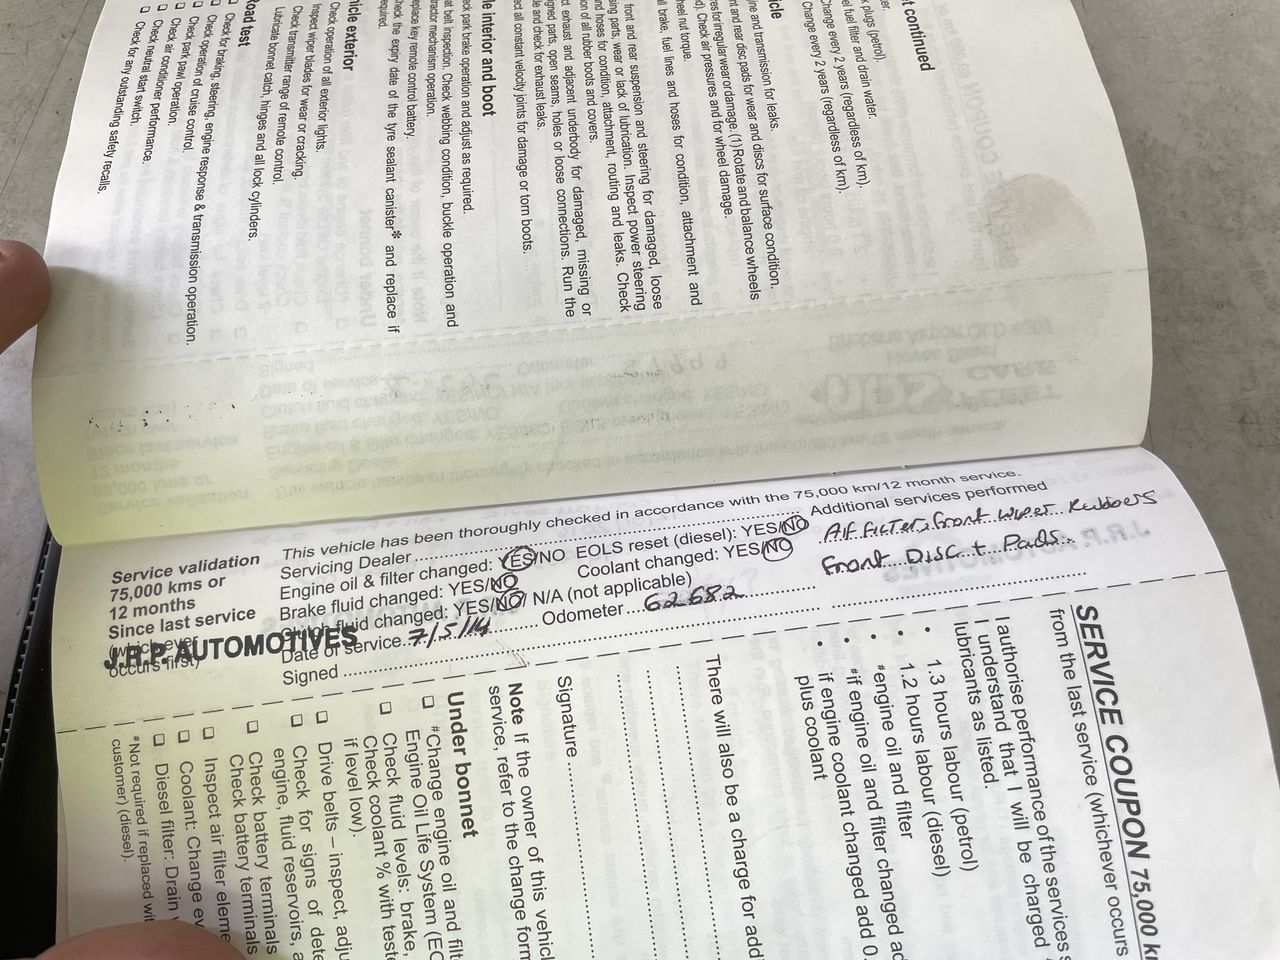 t continued
plugs (petrol).
el fuel filter and drain water.
Change every 2 years (regardless of km).
Change every 2 years (regardless of km).
icle
ine and transmission for leaks.
nt and rear disc pads for wear and discs for surface condition.
res for irregular wear or damage. (1) Rotate and balance wheels
ed). Check air pressures and for wheel damage.
heel nut torque.
ll brake, fuel lines and hoses for condition, attachment and
front and rear suspension and steering for damaged, loose
sing parts, wear or lack of lubrication. Inspect power steering
nd hoses for condition, attachment, routing and leaks. Check
on of all rubber boots and covers.
ct exhaust and adjacent underbody for damaged, missing or
igned parts, open seams, holes or loose connections. Run the
le and check for exhaust leaks.
ect all constant velocity joints for damage or torn boots.
le interior and boot
eck park brake operation and adjust as required.
at belt inspection. Check webbing condition, buckle operation and
tractor mechanism operation.
eplace key remote control battery.
heck the expiry date of the tyre sealant canister* and replace if
equired.
hicle exterior
Check operation of exterior lights.
Inspect wiper blades for wear or cracking.
Check transmitter range of remote control.
Lubricate bonnet catch, hinges and all lock cylinders.
Road test
Check for braking, steering, engine response & transmission operation.
Check operation of cruise control.
Check park pawl operation.
Check air conditioner performance.
Check neutral start switch.
Check for any outstanding safety recalls.
Service validation
75,000 kms or
12 months
Since last service
(which ever
occurs first)
J.R.P. AUTOMOTIVES
This vehicle has been thoroughly checked in accordance with the 75,000 km/12 month service.
Servicing Dealer
Engine oil & filter changed: YES/NO EOLS reset (diesel): YES/NO
Brake fluid changed: YES/NO Coolant changed: YES/NO
Clutch fluid changed: YES/NO/ N/A (not applicable)
Date of service 7/5/14 Odometer 62682
Signed
Additional services performed
Air Filter, Front Wiper Rubbers
Front Disc + Pads
SERVICE COUPON 75,000 k
from the last service (whichever occurs
I authorise performance of the services
I understand that I will be charged
lubricants as listed.
• 1.3 hours labour (petrol)
• 1.2 hours labour (diesel)
• #engine oil and filter
• #if engine oil and filter changed ad
• if engine coolant changed add 0.
plus coolant
There will also be a charge for addi
Signature
Note If the owner of this vehicl
service, refer to the change form
Under bonnet
#Change engine oil and filt
Engine Oil Life System (EO
Check fluid levels: brake,
Check coolant % with teste
if level low).
Drive belts – inspect, adju
Check for signs of dete
engine, fluid reservoirs, a
Check battery terminals
Check battery terminals
Inspect air filter eleme
Coolant: Change ev
Diesel filter: Drain
#Not required if replaced wit
customer) (diesel).